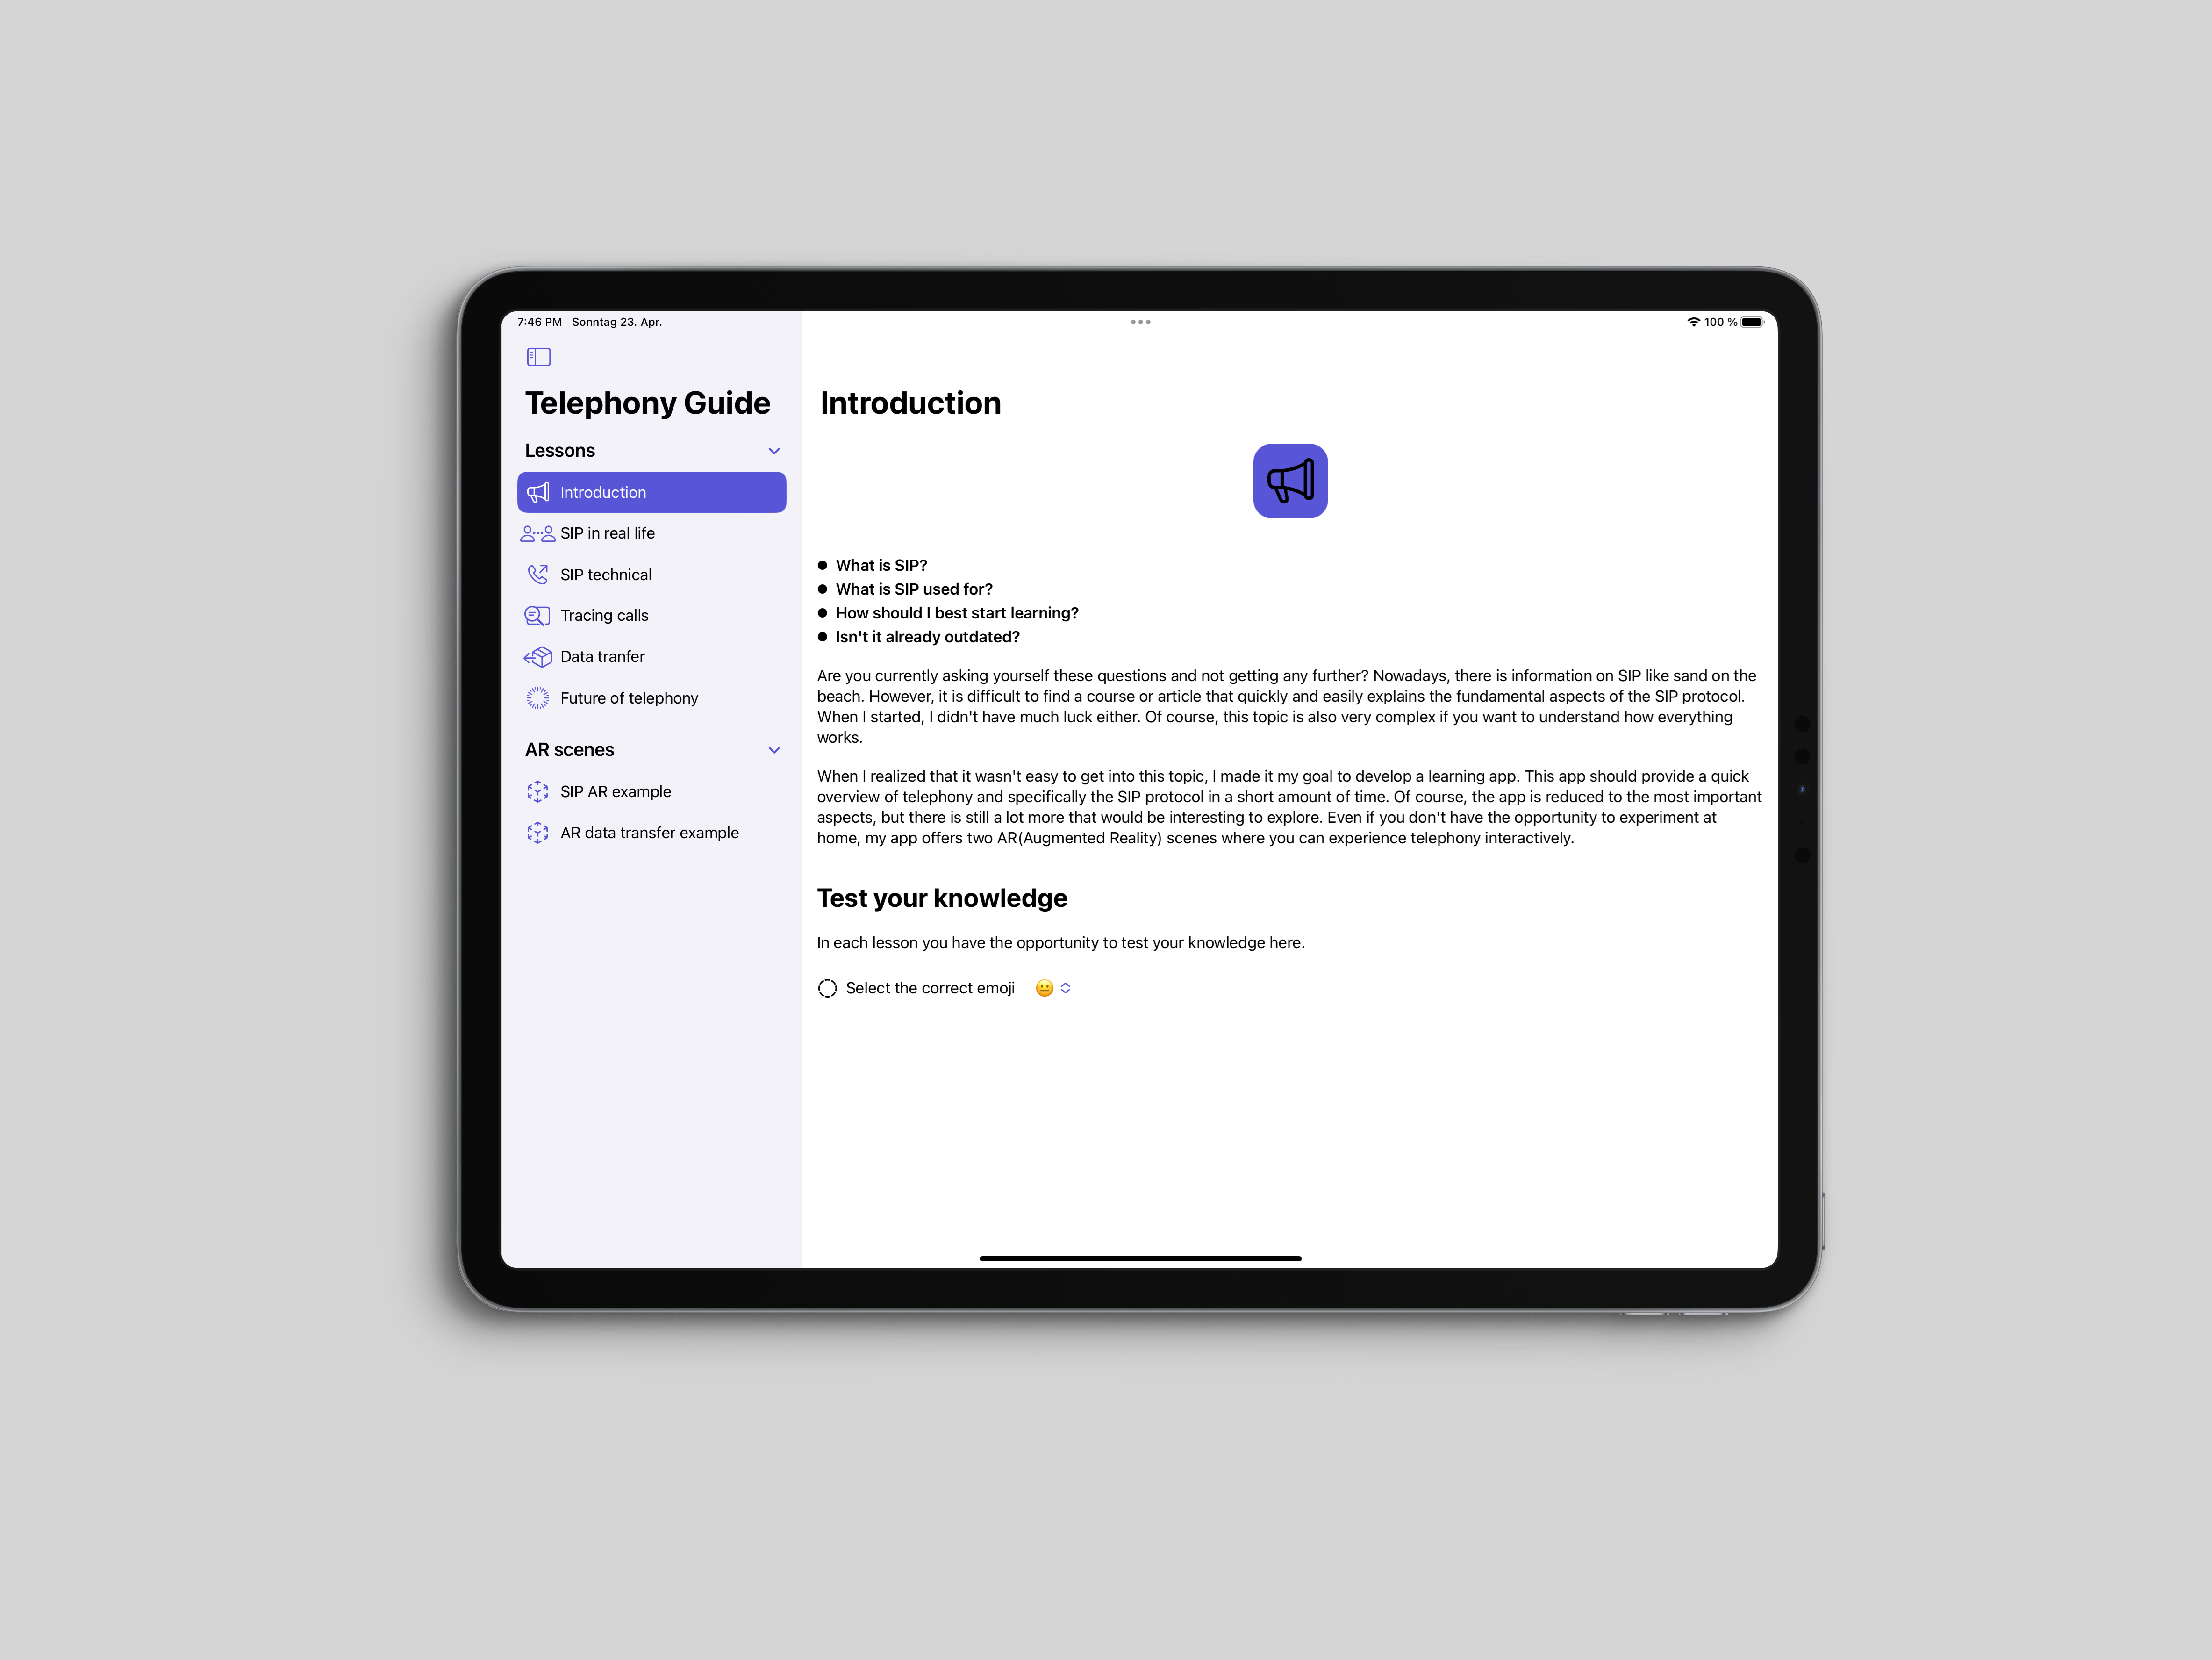 7:46 PM Sonntag 23. Apr.
100 %
Telephony Guide
Lessons
Introduction
SIP in real life
SIP technical
Tracing calls
Data tranfer
Future of telephony
AR scenes
SIP AR example
AR data transfer example
Introduction
● What is SIP?
● What is SIP used for?
● How should I best start learning?
● Isn't it already outdated?
Are you currently asking yourself these questions and not getting any further? Nowadays, there is information on SIP like sand on the
beach. However, it is difficult to find a course or article that quickly and easily explains the fundamental aspects of the SIP protocol.
When I started, I didn't have much luck either. Of course, this topic is also very complex if you want to understand how everything
works.
When I realized that it wasn't easy to get into this topic, I made it my goal to develop a learning app. This app should provide a quick
overview of telephony and specifically the SIP protocol in a short amount of time. Of course, the app is reduced to the most important
aspects, but there is still a lot more that would be interesting to explore. Even if you don't have the opportunity to experiment at
home, my app offers two AR(Augmented Reality) scenes where you can experience telephony interactively.
Test your knowledge
In each lesson you have the opportunity to test your knowledge here.
Select the correct emoji 😐